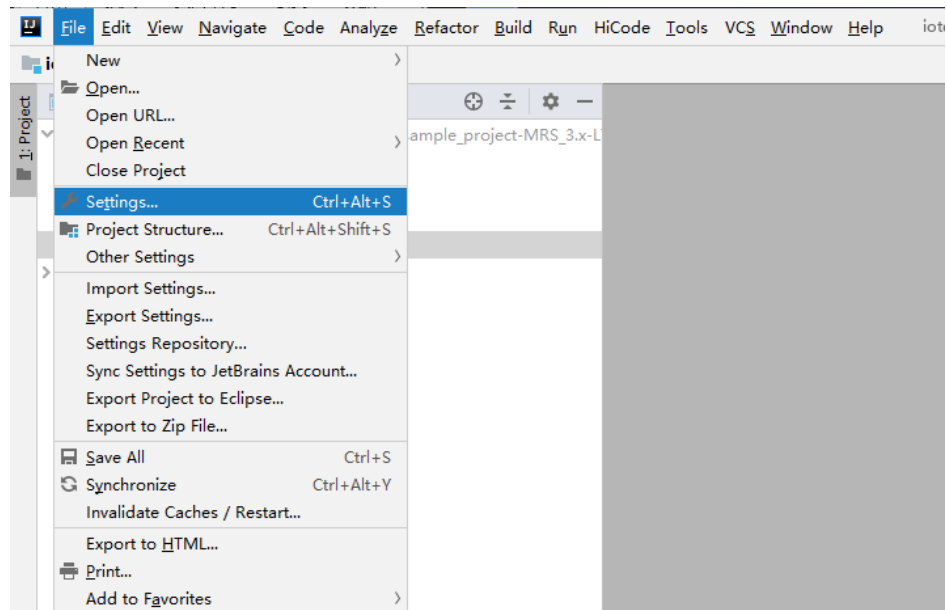 IJ File Edit View Navigate Code Analyze Refactor Build Run HiCode Tools VCS Window Help
New
Open...
Open URL...
Open Recent
Close Project
Settings... Ctrl+Alt+S
Project Structure... Ctrl+Alt+Shift+S
Other Settings
Import Settings...
Export Settings...
Settings Repository...
Sync Settings to JetBrains Account...
Export Project to Eclipse...
Export to Zip File...
Save All Ctrl+S
Synchronize Ctrl+Alt+Y
Invalidate Caches / Restart...
Export to HTML...
Print...
Add to Favorites
1: Project
ample_project-MRS_3.x-L